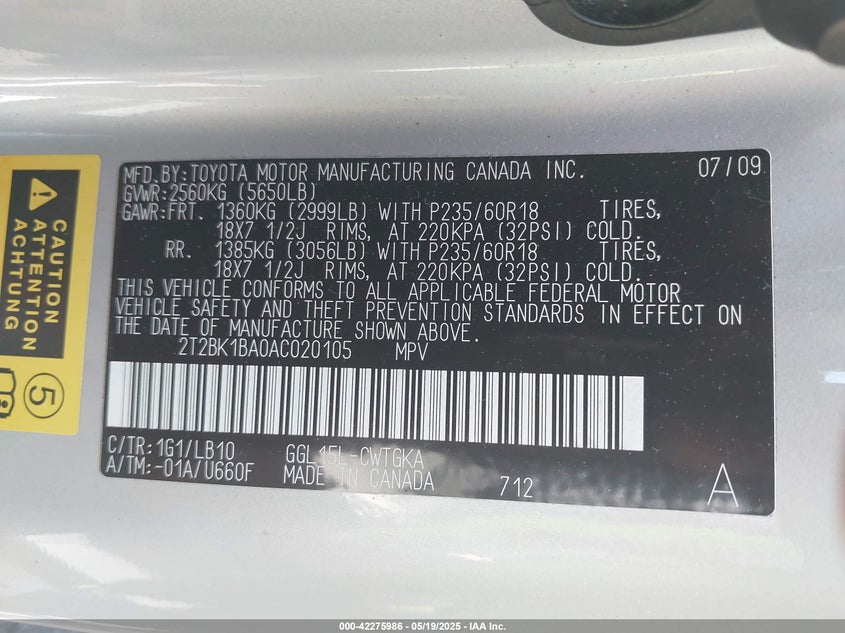 MFD.BY:TOYOTA MOTOR MANUFACTURING CANADA INC. 07/09
GVWR:2560KG (5650LB)
GAWR:FRT. 1360KG (2999LB) WITH P235/60R18 TIRES,
18X7 1/2J RIMS, AT 220KPA (32PSI) COLD.
RR. 1385KG (3056LB) WITH P235/60R18 TIRES,
18X7 1/2J RIMS, AT 220KPA (32PSI) COLD.
THIS VEHICLE CONFORMS TO ALL APPLICABLE FEDERAL MOTOR
VEHICLE SAFETY AND THEFT PREVENTION STANDARDS IN EFFECT ON
THE DATE OF MANUFACTURE SHOWN ABOVE.
2T2BK1BA0AC020105 MPV
C/TR:1G1/LB10 GGL15L-CWTGKA
A/TM:-01A/U660F MADE IN CANADA 712 A
CAUTION
ATTENTION
ACHTUNG
5
000-42275986 - 05/19/2025 - IAA Inc.